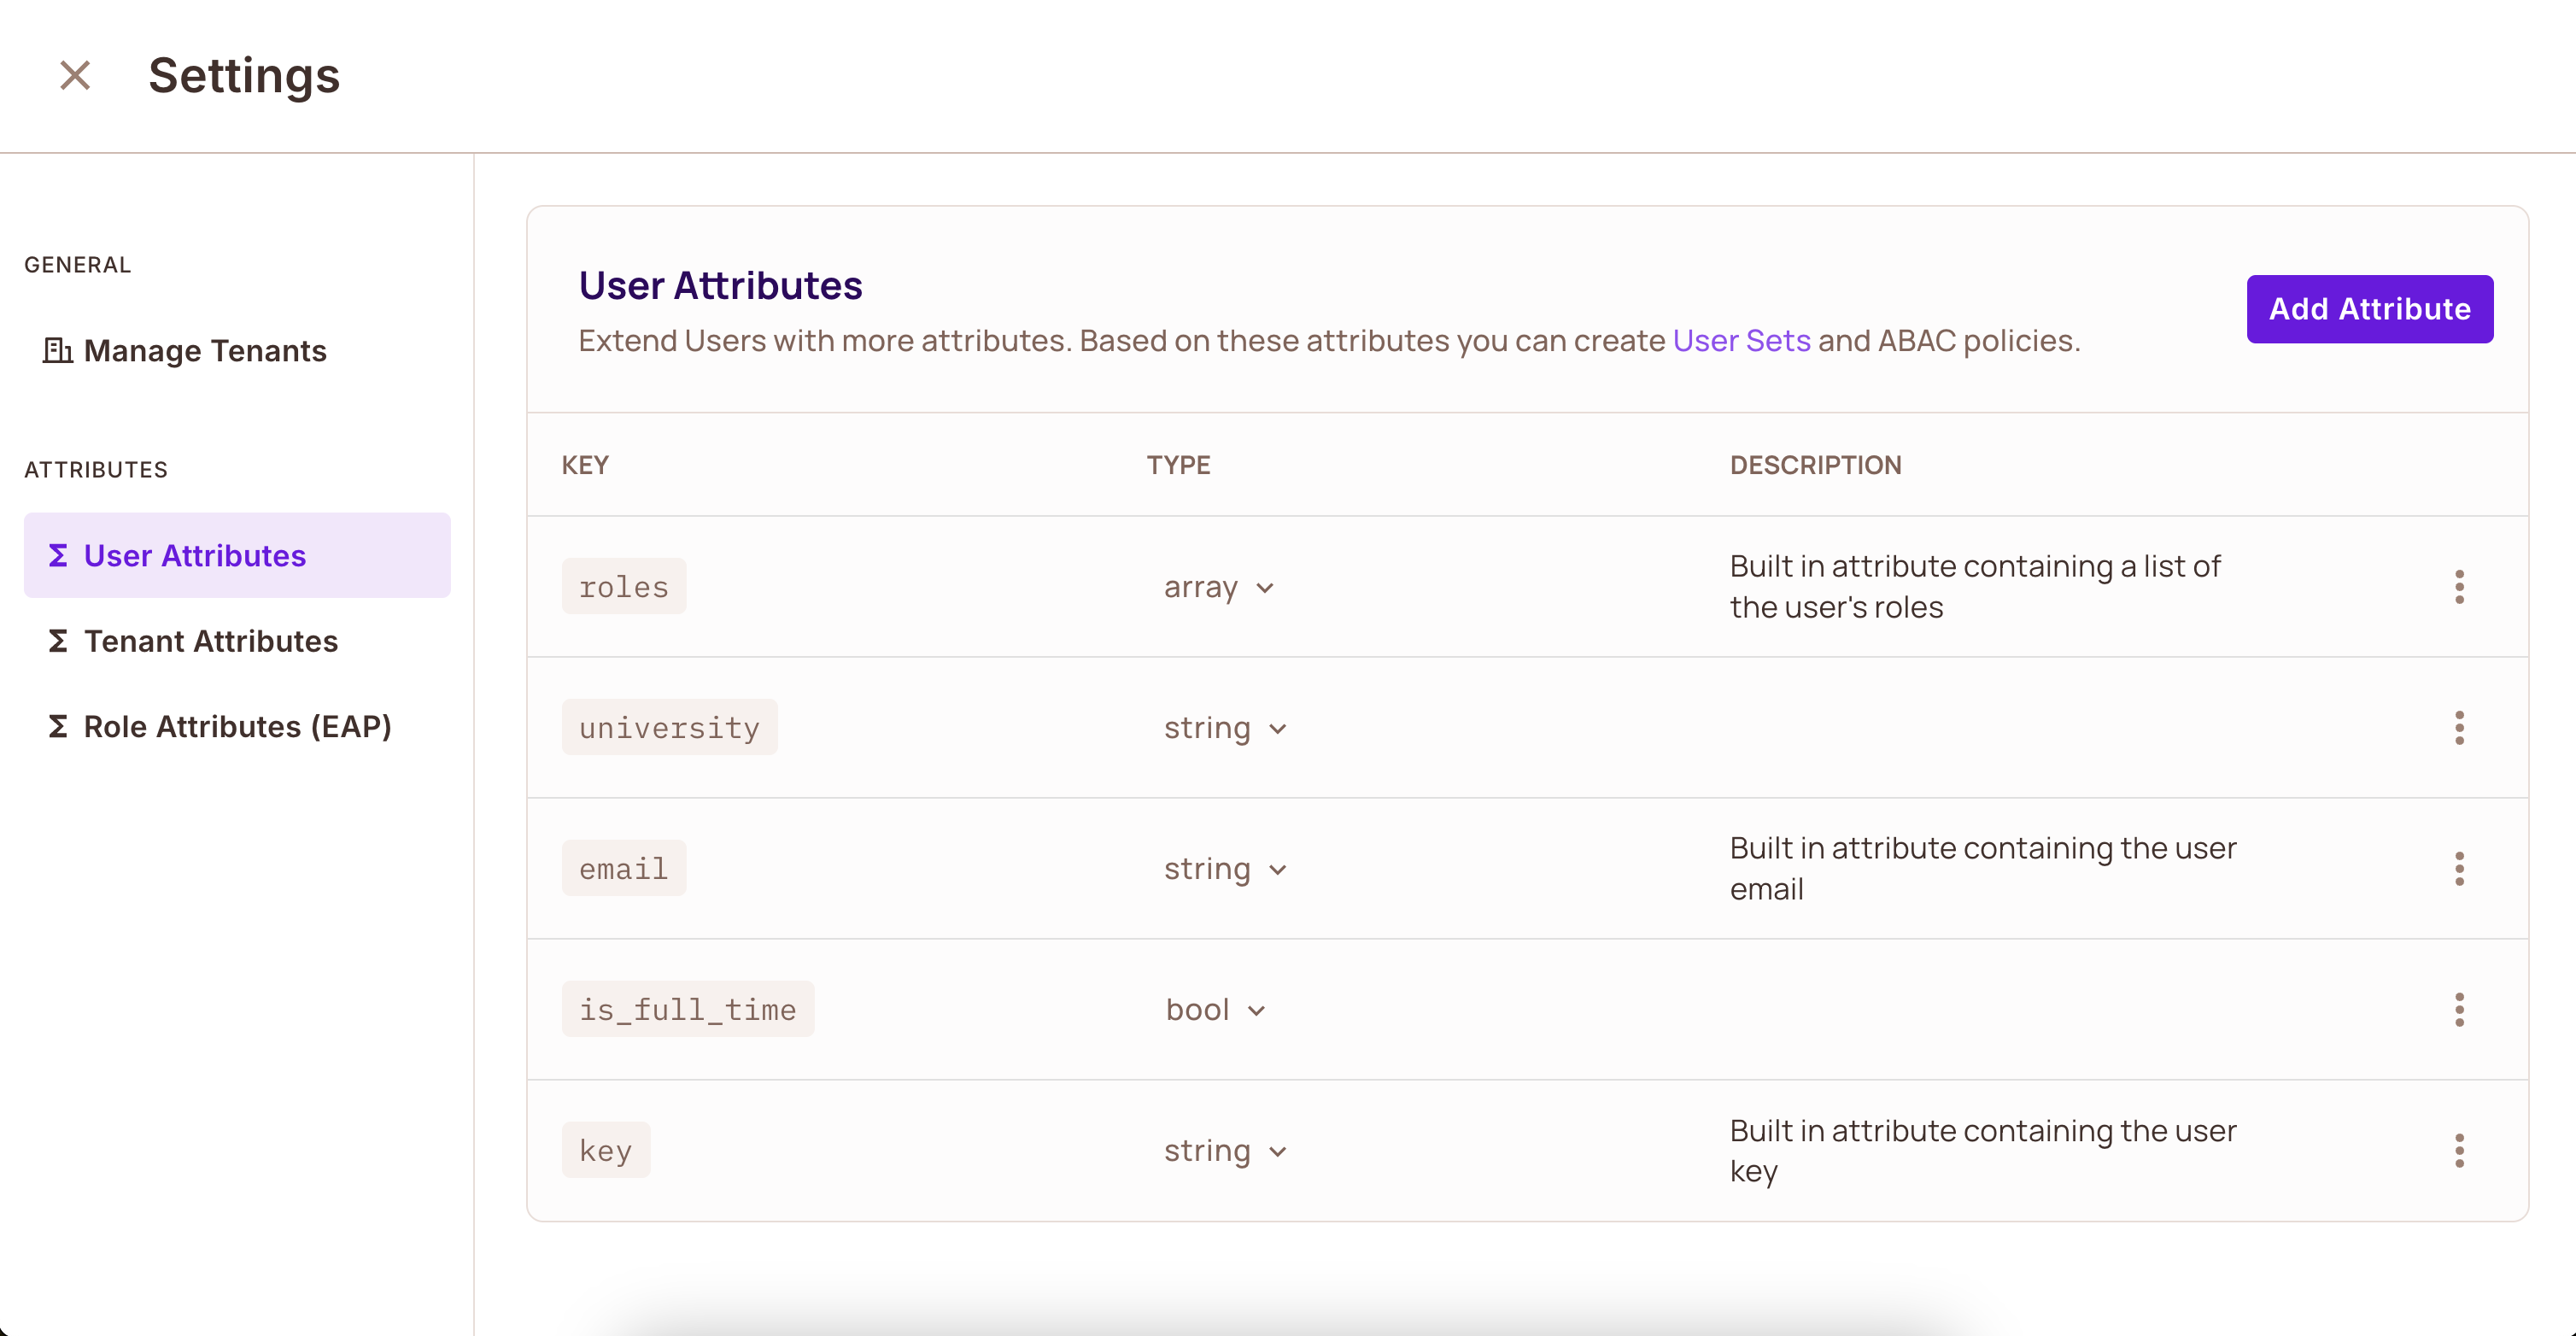 Settings
GENERAL
Manage Tenants
ATTRIBUTES
User Attributes
Tenant Attributes
Role Attributes (EAP)
User Attributes
Extend Users with more attributes. Based on these attributes you can create User Sets and ABAC policies.
Add Attribute
KEY TYPE DESCRIPTION
roles array Built in attribute containing a list of
the user's roles
university string
email string Built in attribute containing the user
email
is_full_time bool
key string Built in attribute containing the user
key